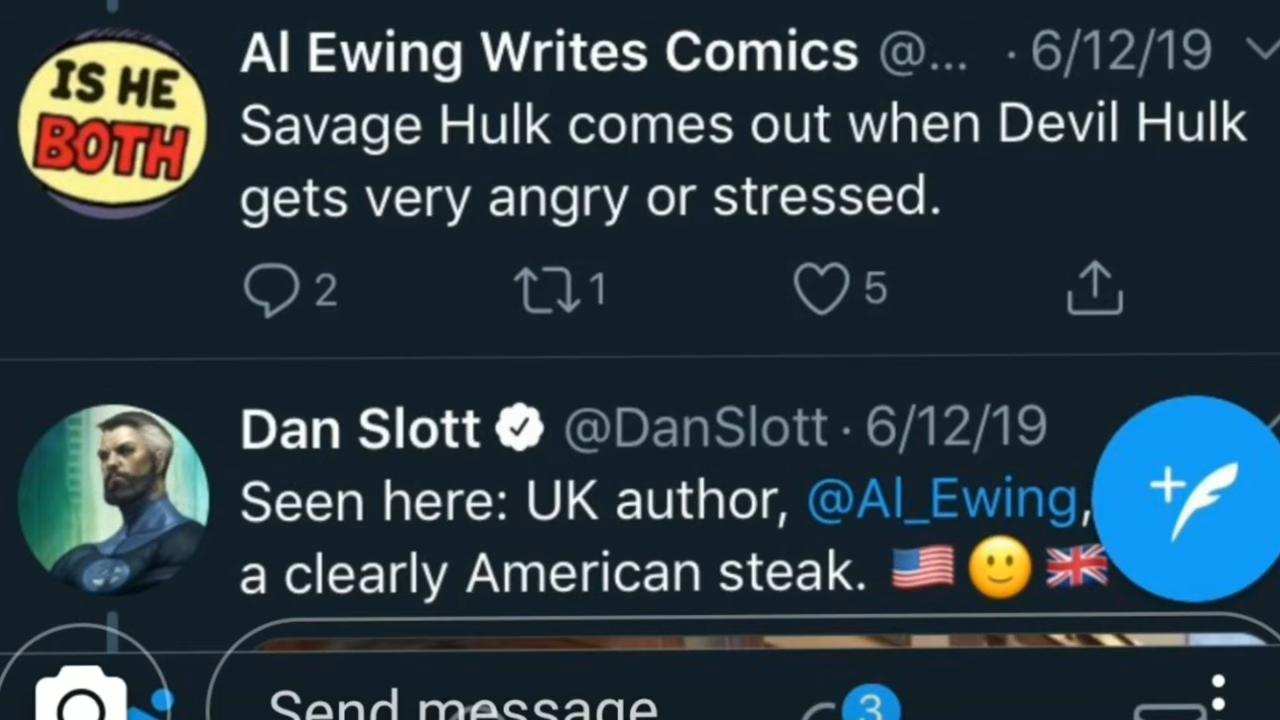 IS HE
BOTH
Al Ewing Writes Comics @... · 6/12/19
Savage Hulk comes out when Devil Hulk
gets very angry or stressed.
2 1 5
Dan Slott @DanSlott · 6/12/19
Seen here: UK author, @Al_Ewing,
a clearly American steak. 🇺🇸🙂🇬🇧
Send message
3